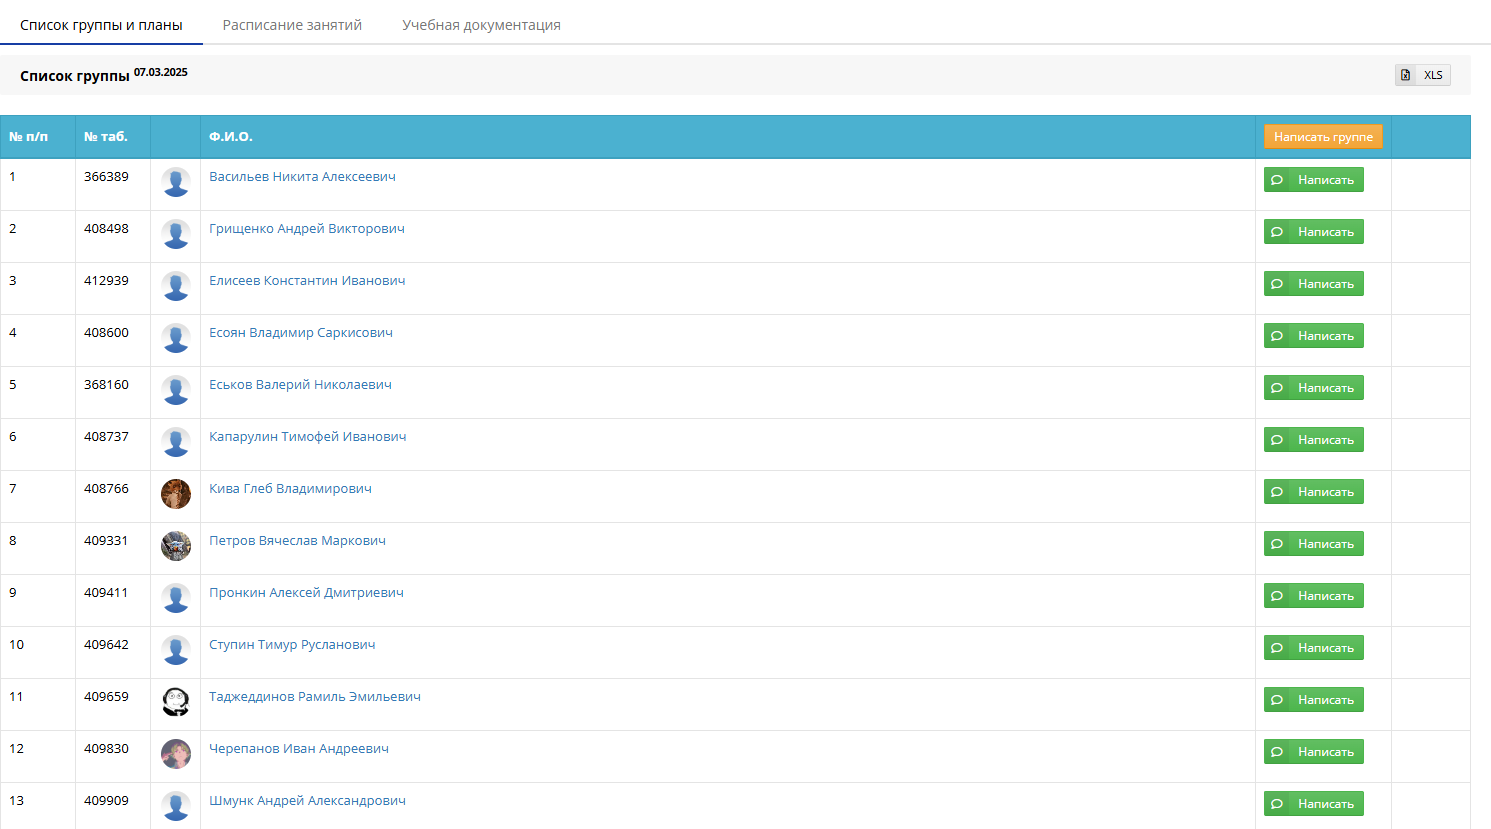 Список группы и планы Расписание занятий Учебная документация
Список группы 07.03.2025 XLS
№ п/п № таб. Ф.И.О. Написать группе
1 366389 Васильев Никита Алексеевич Написать
2 408498 Грищенко Андрей Викторович Написать
3 412939 Елисеев Константин Иванович Написать
4 408600 Есоян Владимир Саркисович Написать
5 368160 Еськов Валерий Николаевич Написать
6 408737 Капарулин Тимофей Иванович Написать
7 408766 Кива Глеб Владимирович Написать
8 409331 Петров Вячеслав Маркович Написать
9 409411 Пронкин Алексей Дмитриевич Написать
10 409642 Ступин Тимур Русланович Написать
11 409659 Таджеддинов Рамиль Эмильевич Написать
12 409830 Черепанов Иван Андреевич Написать
13 409909 Шмунк Андрей Александрович Написать